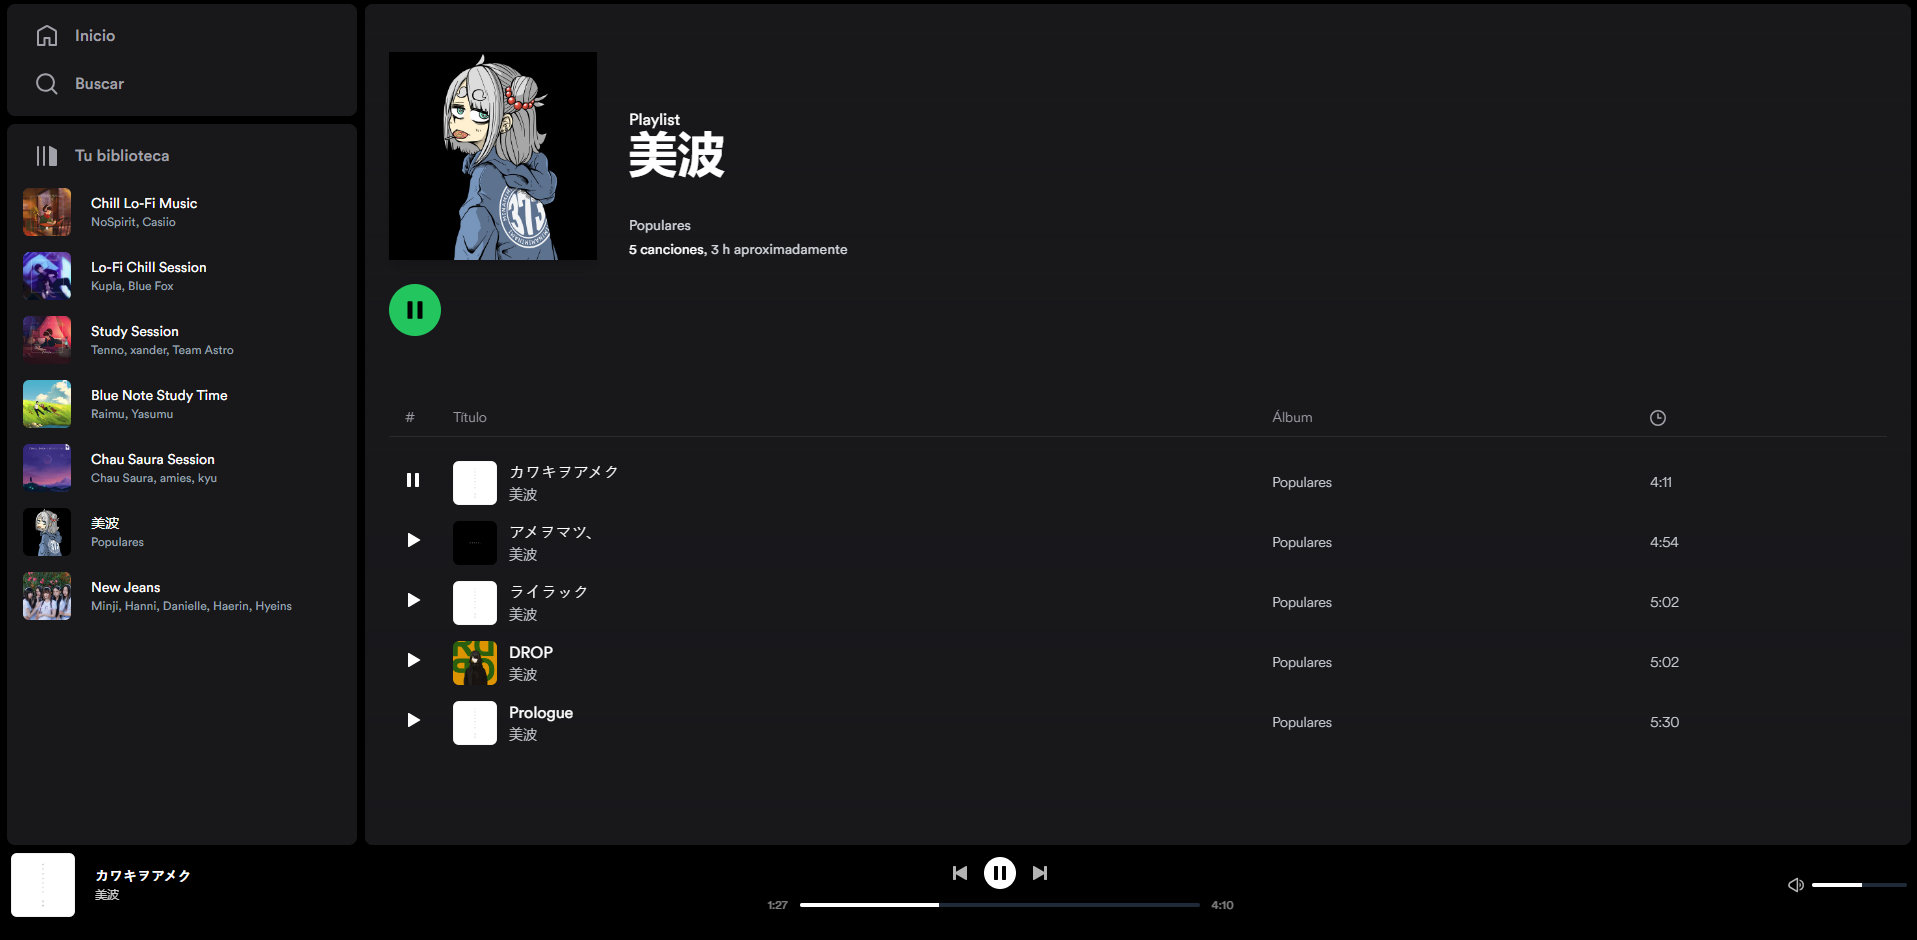 Inicio
Buscar
Tu biblioteca
Chill Lo-Fi Music
NoSpirit, Casiio
Lo-Fi Chill Session
Kupla, Blue Fox
Study Session
Tenno, xander, Team Astro
Blue Note Study Time
Raimu, Yasumu
Chau Saura Session
Chau Saura, amies, kyu
美波
Populares
New Jeans
Minji, Hanni, Danielle, Haerin, Hyeins
373
Playlist
美波
Populares
5 canciones, 3 h aproximadamente
# Título Álbum
カワキヲアメク
美波
Populares 4:11
アメヲマツ、
美波
Populares 4:54
ライラック
美波
Populares 5:02
DROP
美波
Populares 5:02
Prologue
美波
Populares 5:30
カワキヲアメク
美波
1:27 4:10